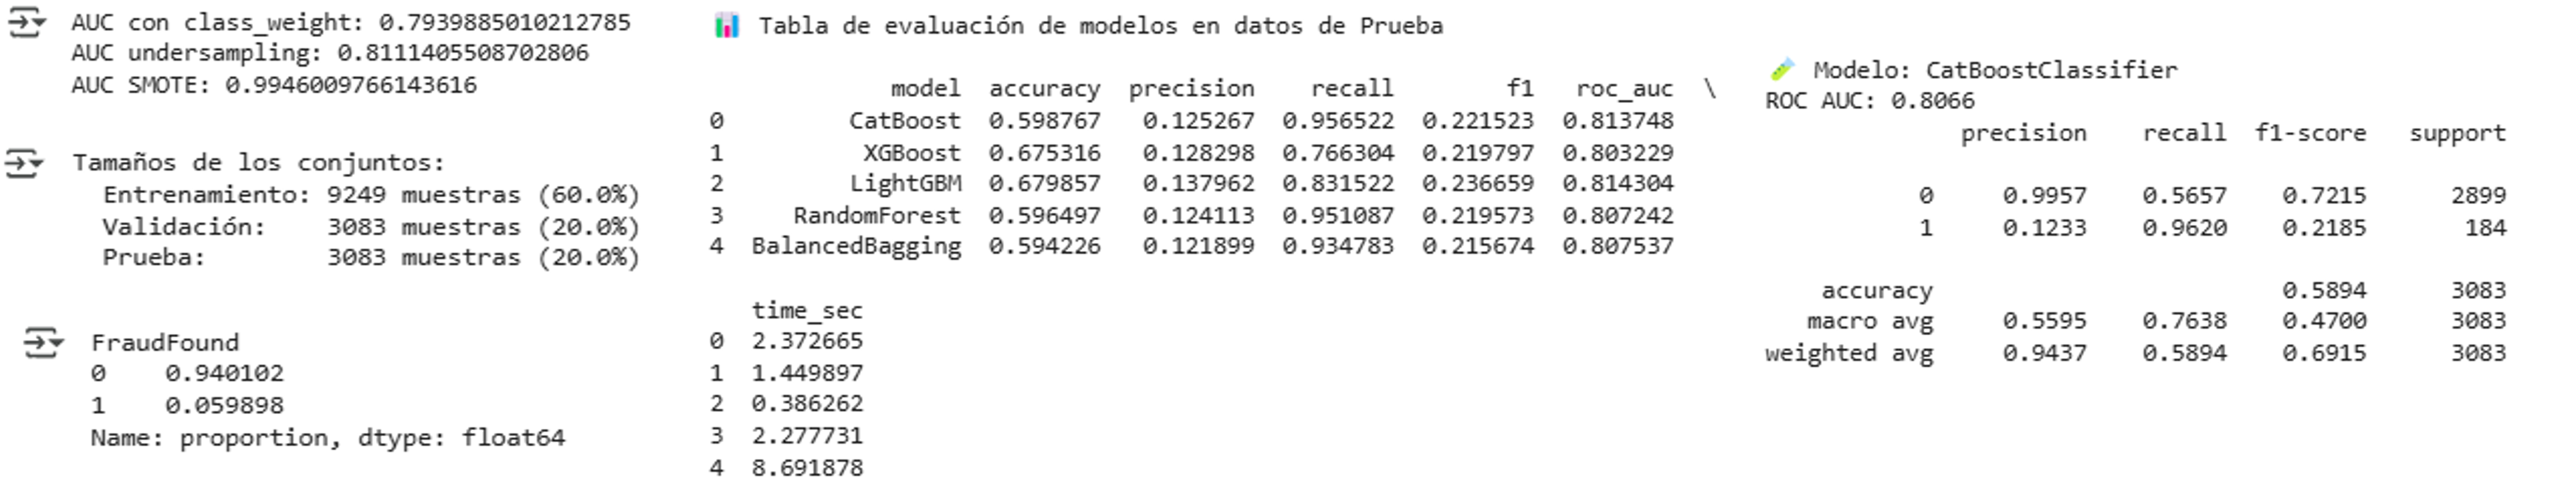 AUC con class_weight: 0.7939885010212785
AUC undersampling: 0.8111405508702806
AUC SMOTE: 0.9946009766143616
Tamaños de los conjuntos:
Entrenamiento: 9249 muestras (60.0%)
Validación: 3083 muestras (20.0%)
Prueba: 3083 muestras (20.0%)
FraudFound
0 0.940102
1 0.059898
Name: proportion, dtype: float64
Tabla de evaluación de modelos en datos de Prueba
model accuracy precision recall f1 roc_auc \
0 CatBoost 0.598767 0.125267 0.956522 0.221523 0.813748
1 XGBoost 0.675316 0.128298 0.766304 0.219797 0.803229
2 LightGBM 0.679857 0.137962 0.831522 0.236659 0.814304
3 RandomForest 0.596497 0.124113 0.951087 0.219573 0.807242
4 BalancedBagging 0.594226 0.121899 0.934783 0.215674 0.807537
time_sec
0 2.372665
1 1.449897
2 0.386262
3 2.277731
4 8.691878
Modelo: CatBoostClassifier
ROC AUC: 0.8066
precision recall f1-score support
0 0.9957 0.5657 0.7215 2899
1 0.1233 0.9620 0.2185 184
accuracy 0.5894 3083
macro avg 0.5595 0.7638 0.4700 3083
weighted avg 0.9437 0.5894 0.6915 3083